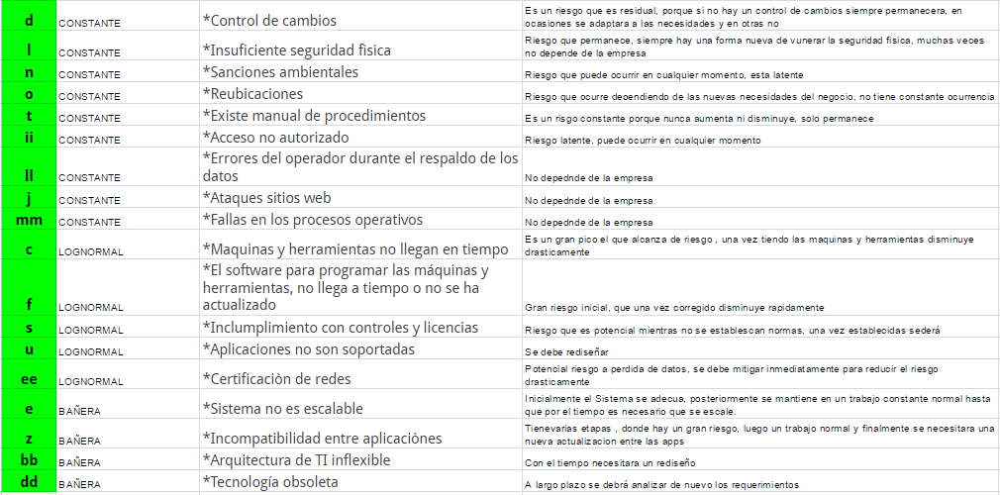 d CONSTANTE *Control de cambios Es un riesgo que es residual, porque si no hay un control de cambios siempre permanecera, en
ocasiones se adaptara a las necesidades y en otras no
l CONSTANTE *Insuficiente seguridad fisica Riesgo que permanece, siempre hay una forma nueva de vunerar la seguridad fisica, muchas veces
no depende de la empresa
n CONSTANTE *Sanciones ambientales Riesgo que puede ocurrir en cualquier momento, esta latente
o CONSTANTE *Reubicaciones Riesgo que ocurre deoendiendo de las nuevas necesidades del negocio, no tiene constante ocurrencia
t CONSTANTE *Existe manual de procedimientos Es un risgo constante porque nunca aumenta ni disminuye, solo permanece
ii CONSTANTE *Acceso no autorizado Riesgo latente, puede ocurrir en cualquier momento
*Errores del operador durante el respaldo de los
ll CONSTANTE datos No depednde de la empresa
j CONSTANTE *Ataques sitios web No depednde de la empresa
mm CONSTANTE *Fallas en los procesos operativos No depednde de la empresa
c LOGNORMAL *Maquinas y herramientas no llegan en tiempo Es un gran pico el que alcanza de riesgo , una vez tiendo las maquinas y herramientas disminuye
drasticamente
*El software para programar las máquinas y
herramientas, no llega a tiempo o no se ha
f LOGNORMAL actualizado Gran riesgo inicial, que una vez corregido disminuye rapidamente
s LOGNORMAL *Inclumplimiento con controles y licencias Riesgo que es potencial mientras no se establescan normas, una vez establecidas sederá
u LOGNORMAL *Aplicaciones no son soportadas Se debe rediseñar
ee LOGNORMAL *Certificaciòn de redes Potencial riesgo a perdida de datos, se debe mitigar inmediatamente para reducir el riesgo
drasticamente
e BAÑERA *Sistema no es escalable Inicialmente el Sistema se adecua, posteriormente se mantiene en un trabajo constante normal hasta
que por el tiempo es necesario que se escale.
z BAÑERA *Incompatibilidad entre aplicaciònes Tienevarias etapas , donde hay un gran riesgo, luego un trabajo normal y finalmente se necesitara una
nueva actualizacion entre las apps
bb BAÑERA *Arquitectura de TI inflexible Con el tiempo necesitara un rediseño
dd BAÑERA *Tecnología obsoleta A largo plazo se debrá analizar de nuevo los requerimientos